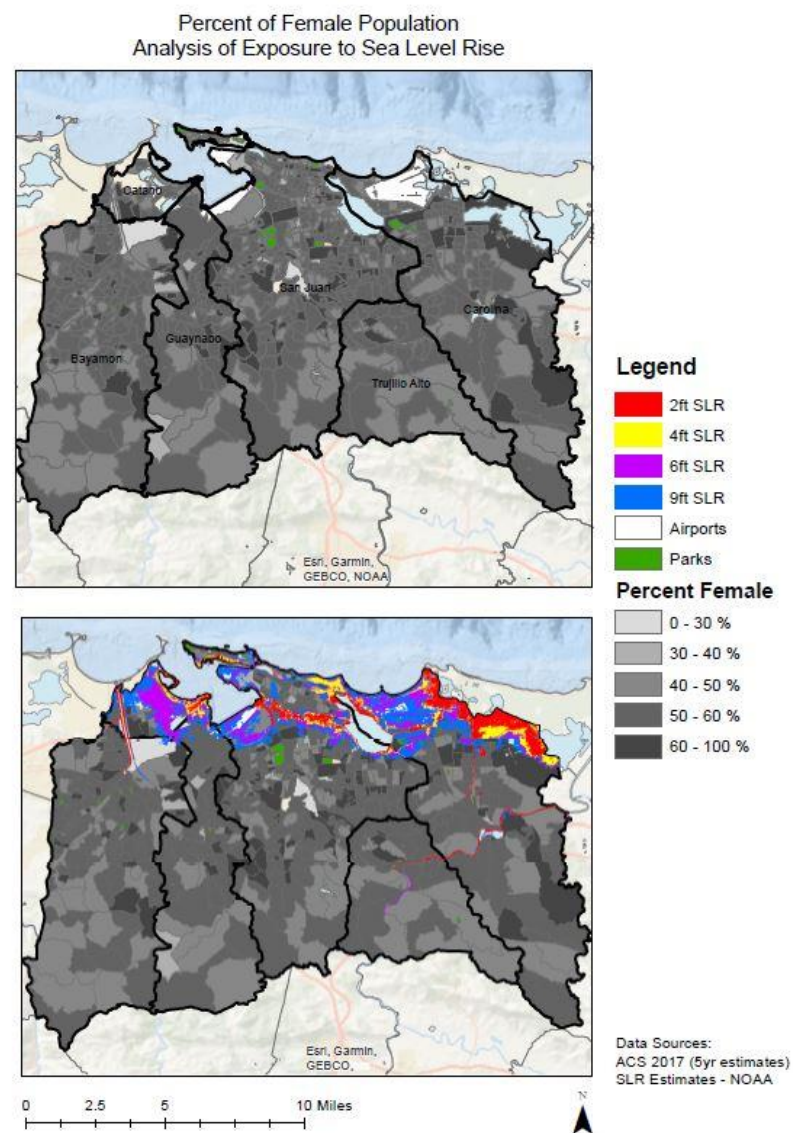 Percent of Female Population
Analysis of Exposure to Sea Level Rise
Cataño
San Juan
Carolina
Guaynabo
Bayamon
Trujillo Alto
Esri, Garmin,
GEBCO, NOAA
Legend
2ft SLR
4ft SLR
6ft SLR
9ft SLR
Airports
Parks
Percent Female
0 - 30 %
30 - 40 %
40 - 50 %
50 - 60 %
60 - 100 %
Esri, Garmin,
GEBCO,
Data Sources:
ACS 2017 (5yr estimates)
SLR Estimates - NOAA
0 2.5 5 10 Miles
N